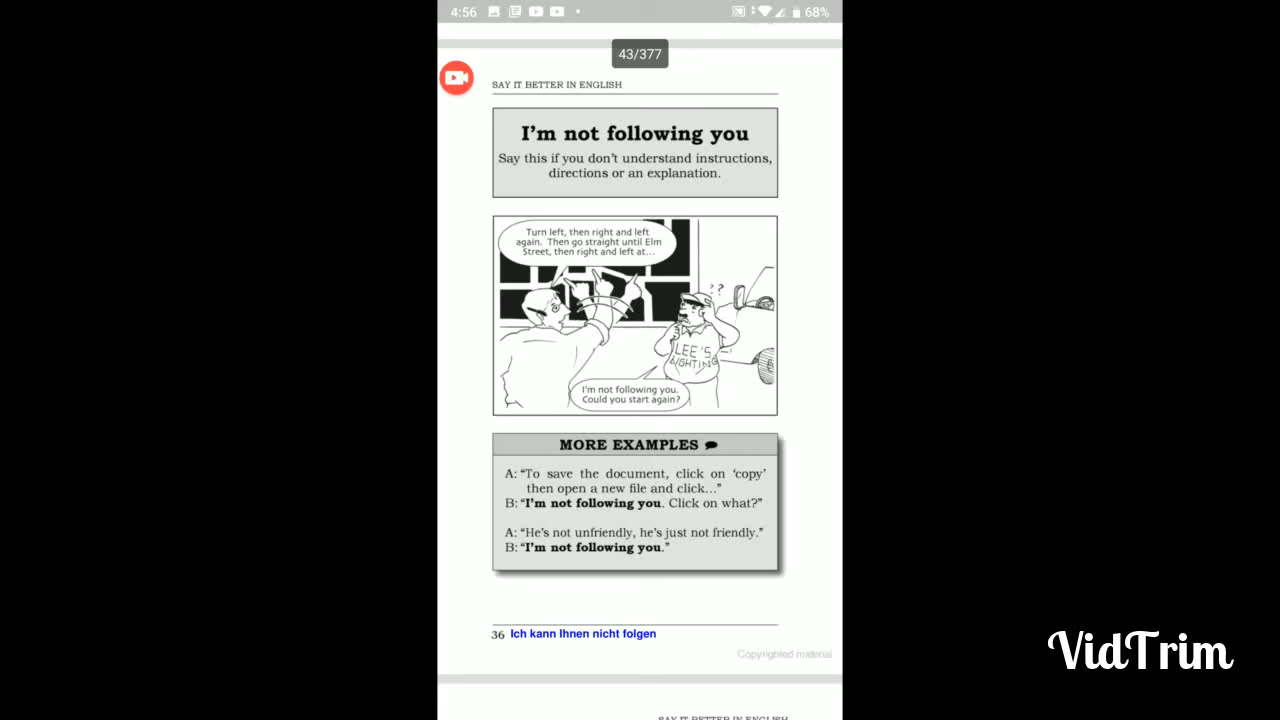 4:56
68%
43/377
SAY IT BETTER IN ENGLISH
I'm not following you
Say this if you don't understand instructions,
directions or an explanation.
Turn left, then right and left
again. Then go straight until Elm
Street, then right and left at...
??
LEE'S
LIGHTING
I'm not following you.
Could you start again?
MORE EXAMPLES
A: “To save the document, click on ‘copy’
then open a new file and click...”
B: “I'm not following you. Click on what?”
A: “He's not unfriendly, he's just not friendly.”
B: “I'm not following you.”
36 Ich kann Ihnen nicht folgen
Copyrighted material
VidTrim
SAY IT BETTER IN ENGLISH